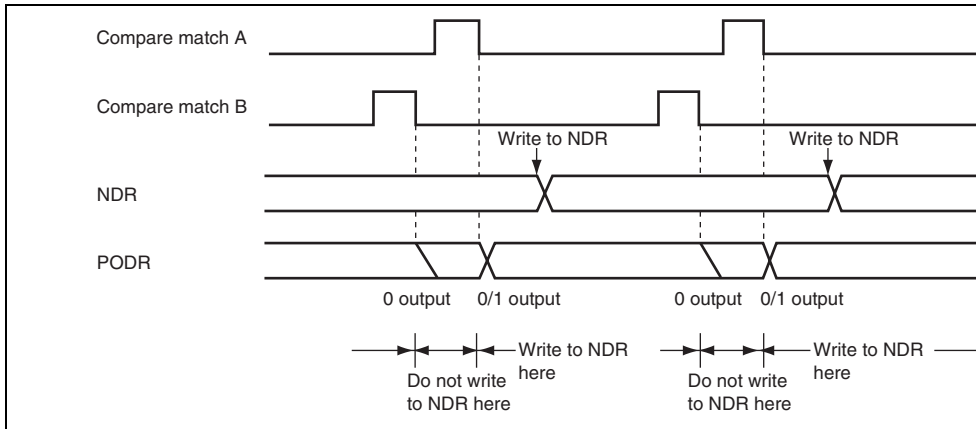 Compare match A
Compare match B
Write to NDR
Write to NDR
NDR
PODR
0 output
0/1 output
0 output
0/1 output
Write to NDR
here
Do not write
to NDR here
Write to NDR
here
Do not write
to NDR here